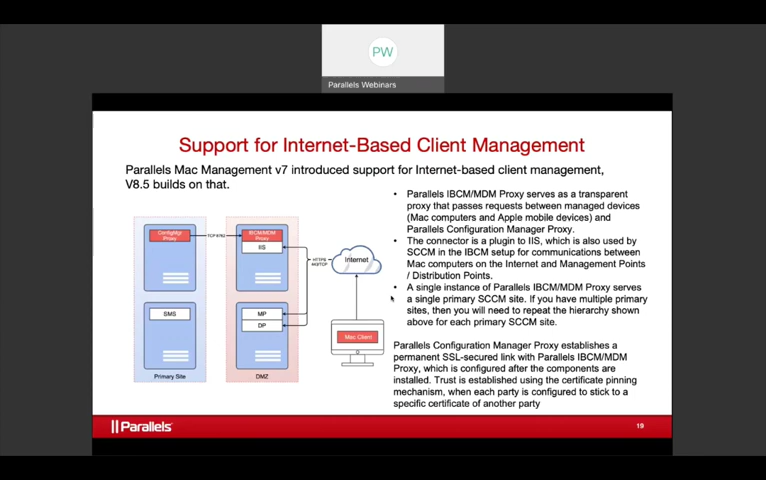 PW
Parallels Webinars
Support for Internet-Based Client Management
Parallels Mac Management v7 introduced support for Internet-based client management,
V8.5 builds on that.
ConfigMgr
Proxy
TCP 8762
IBCM/MDM
Proxy
IIS
HTTPS
443/TCP
Internet
SMS
MP
DP
Mac Client
Primary Site
DMZ
• Parallels IBCM/MDM Proxy serves as a transparent
proxy that passes requests between managed devices
(Mac computers and Apple mobile devices) and
Parallels Configuration Manager Proxy.
• The connector is a plugin to IIS, which is also used by
SCCM in the IBCM setup for communications between
Mac computers on the Internet and Management Points
/ Distribution Points.
• A single instance of Parallels IBCM/MDM Proxy serves
a single primary SCCM site. If you have multiple primary
sites, then you will need to repeat the hierarchy shown
above for each primary SCCM site.
Parallels Configuration Manager Proxy establishes a
permanent SSL-secured link with Parallels IBCM/MDM
Proxy, which is configured after the components are
installed. Trust is established using the certificate pinning
mechanism, when each party is configured to stick to a
specific certificate of another party
Parallels
19